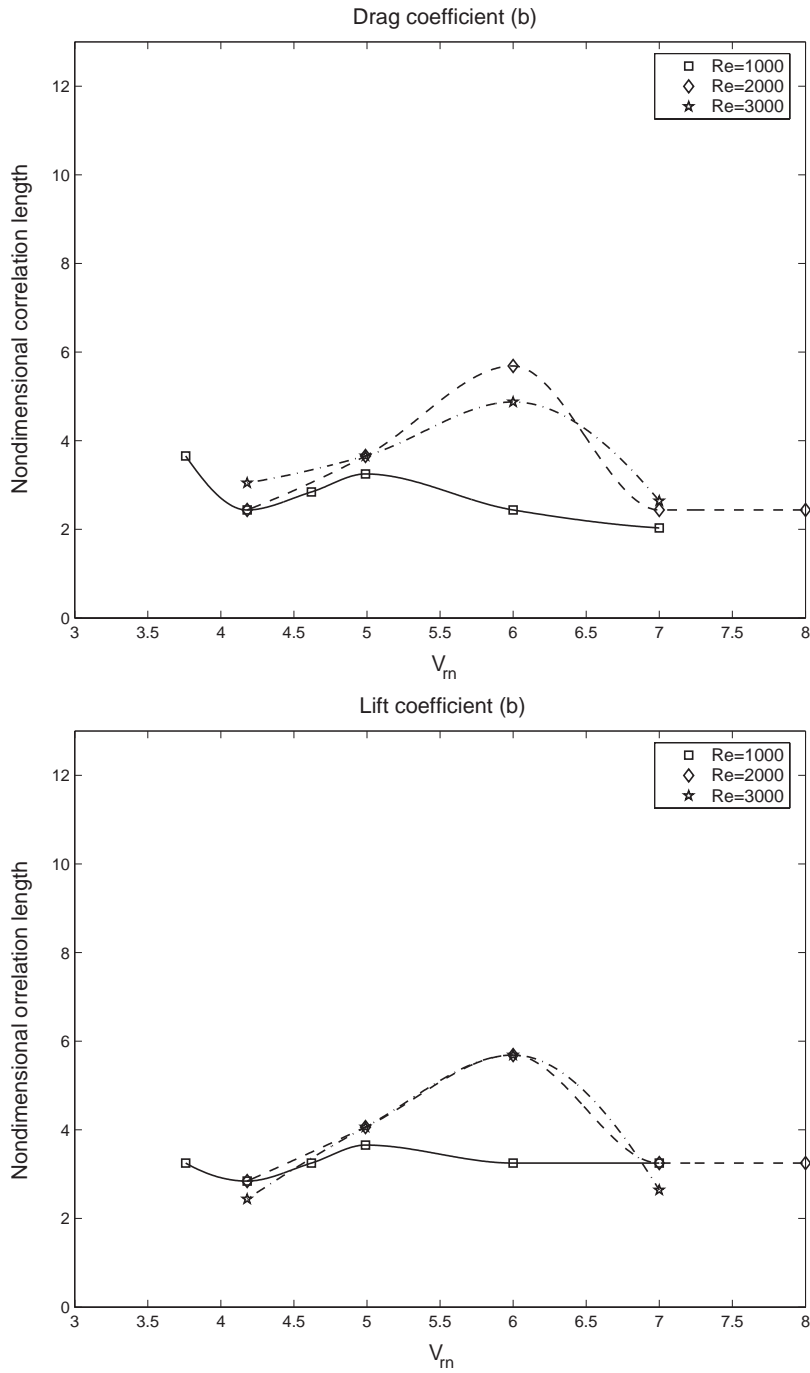 Drag coefficient (b)
Re=1000
Re=2000
Re=3000
Nondimensional correlation length
12
10
8
6
4
2
0
3 3.5 4 4.5 5 5.5 6 6.5 7 7.5 8
Vrn
Lift coefficient (b)
Re=1000
Re=2000
Re=3000
Nondimensional orrelation length
12
10
8
6
4
2
0
3 3.5 4 4.5 5 5.5 6 6.5 7 7.5 8
Vrn